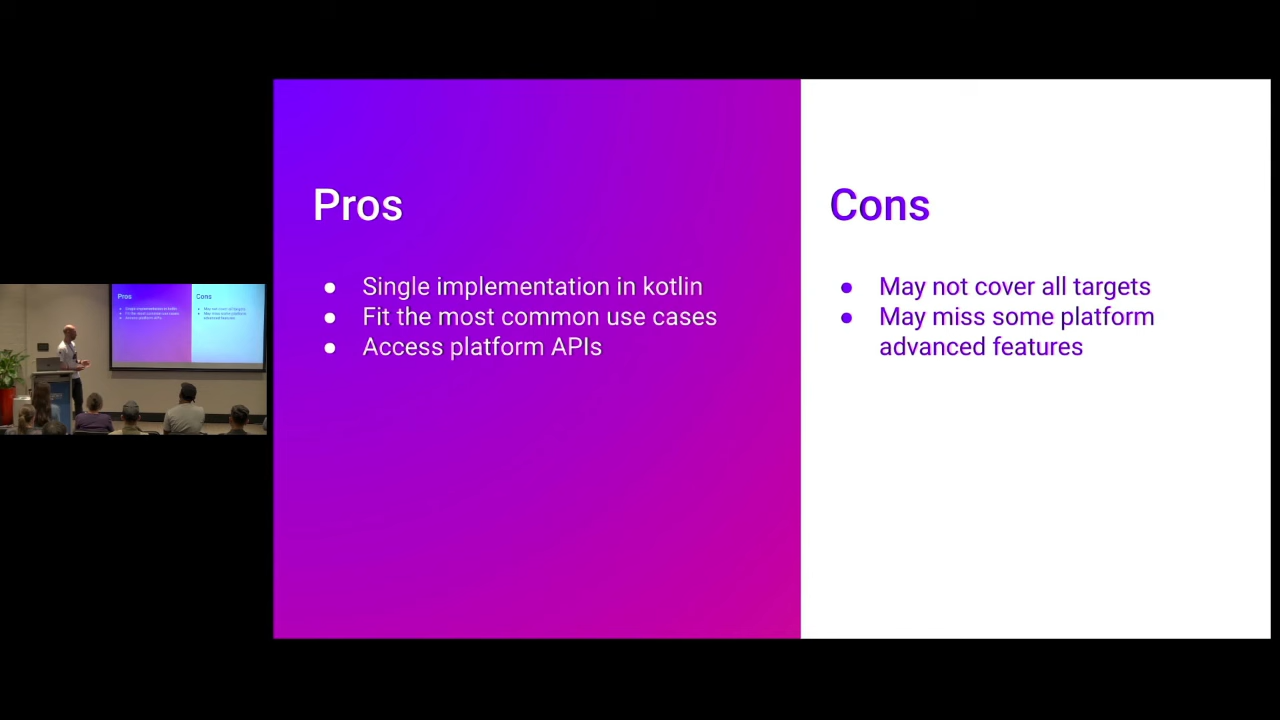 Pros
● Single implementation in kotlin
● Fit the most common use cases
● Access platform APIs
Cons
● May not cover all targets
● May miss some platform
advanced features